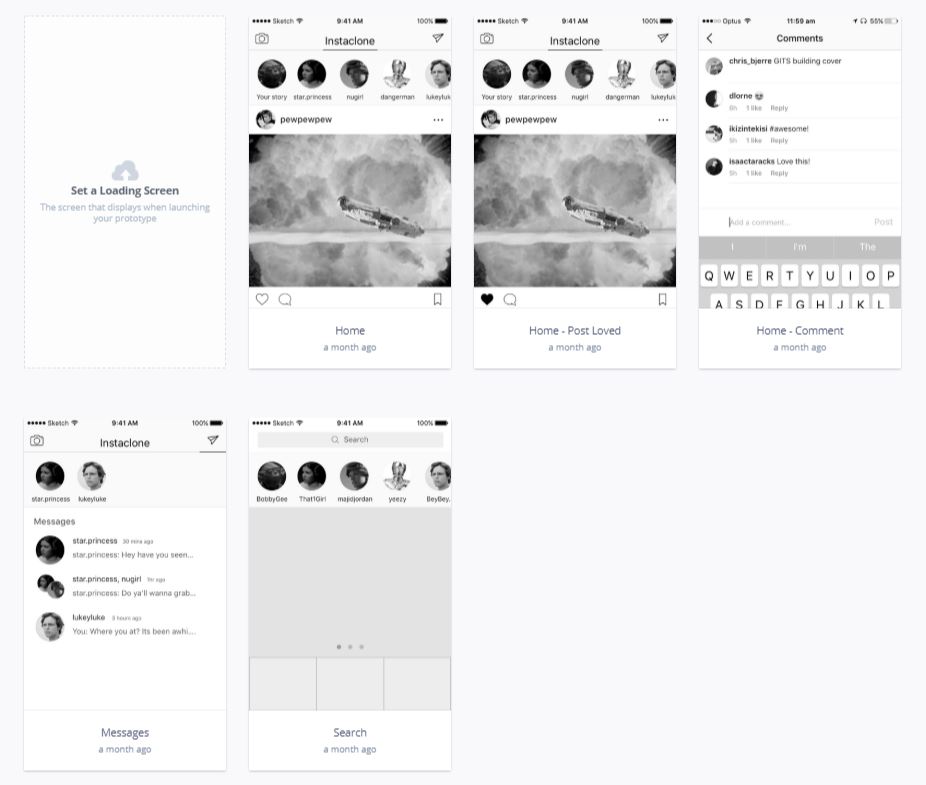 Set a Loading Screen
The screen that displays when launching
your prototype
Sketch 9:41 AM 100%
Instaclone
Your story star.princess nugirl dangerman lukeyluk
pewpewpew
Home
a month ago
Sketch 9:41 AM 100%
Instaclone
Your story star.princess nugirl dangerman lukeyluk
pewpewpew
Home - Post Loved
a month ago
Optus 11:59 am 55%
Comments
chris_bjerre GITS building cover
dlorne
6h 1 like Reply
ikizintekisi #awesome!
5h 1 like Reply
isaactaracks Love this!
5h 1 like Reply
Add a comment... Post
I I'm The
Q W E R T Y U I O P
A S D F G H J K L
Home - Comment
a month ago
Sketch 9:41 AM 100%
Instaclone
star.princess lukeyluke
Messages
star.princess 30 mins ago
star.princess: Hey have you seen...
star.princess, nugirl 1hr ago
star.princess: Do ya'll wanna grab...
lukeyluke 3 hours ago
You: Where you at? Its been awhi...
Messages
a month ago
Sketch 9:41 AM 100%
Search
BobbyGee That1Girl majidjordan yeezy BeyBey.
Search
a month ago